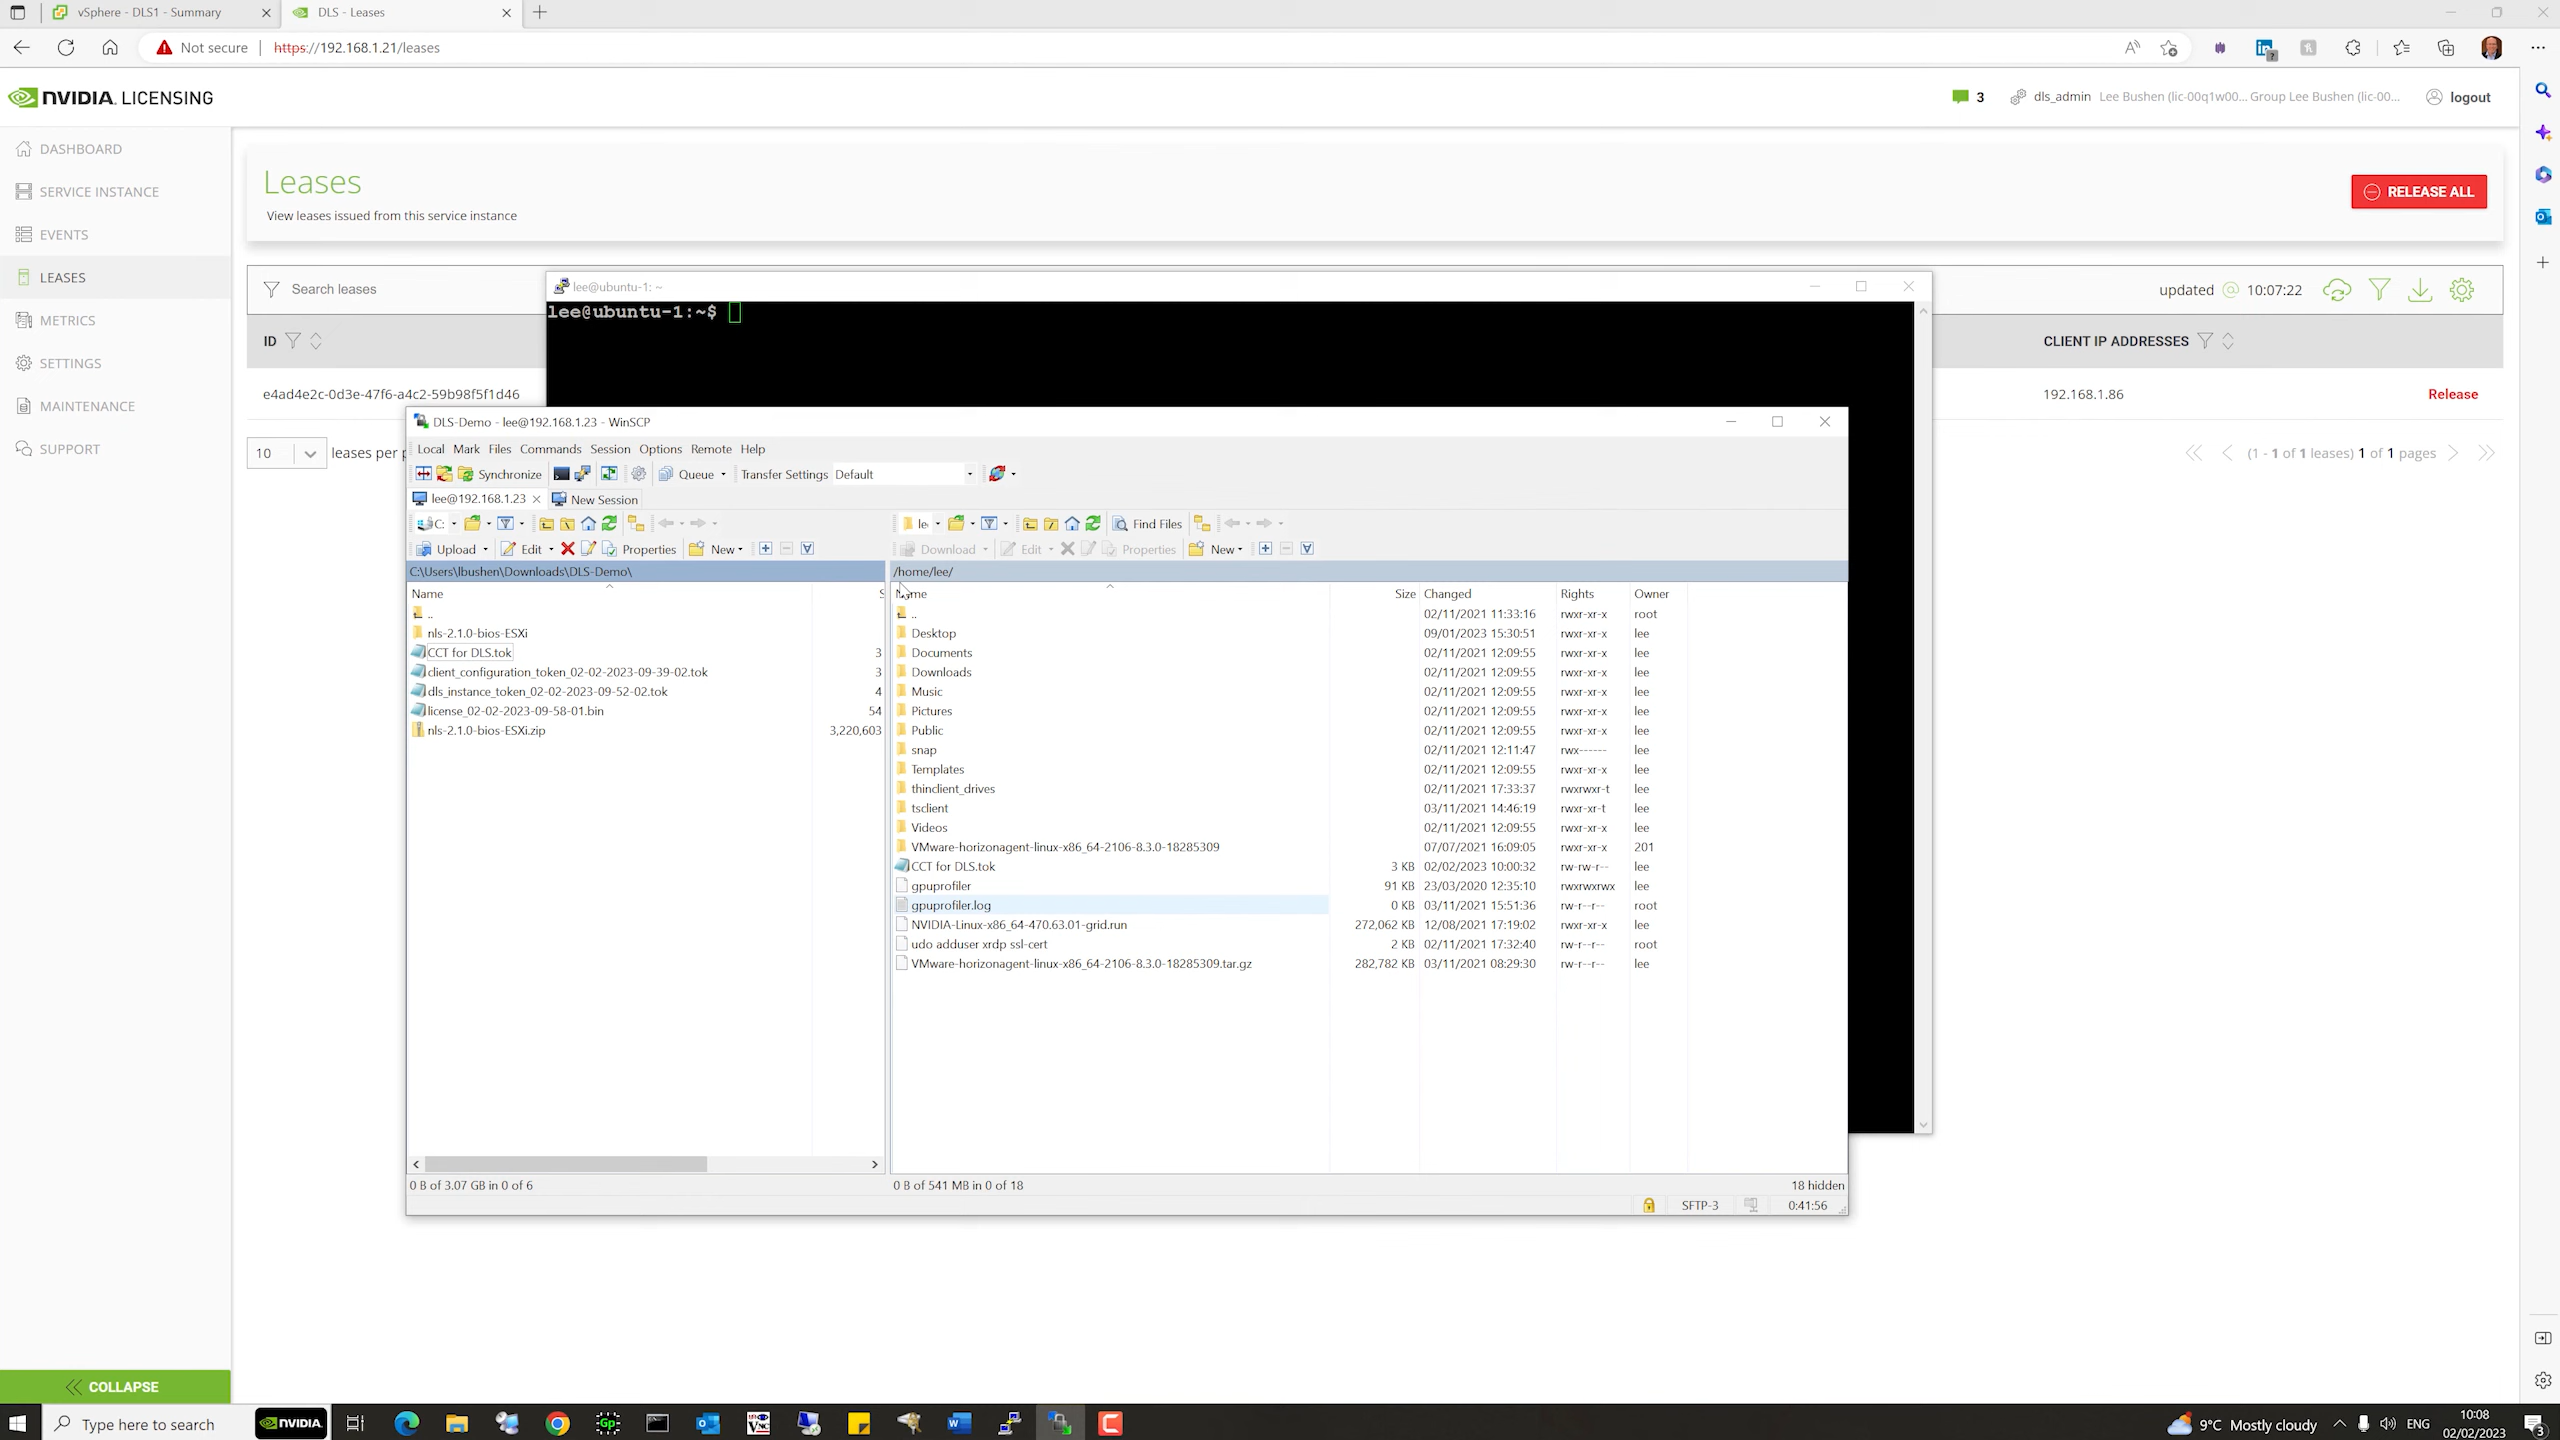 vSphere - DLS1 - Summary
DLS - Leases
Not secure
https://192.168.1.21/leases
NVIDIA. LICENSING
3
dls_admin
Lee Bushen (lic-00q1w00... Group Lee Bushen (lic-00...
logout
DASHBOARD
SERVICE INSTANCE
EVENTS
LEASES
METRICS
SETTINGS
MAINTENANCE
SUPPORT
Leases
View leases issued from this service instance
RELEASE ALL
Search leases
updated @ 10:07:22
ID
CLIENT IP ADDRESSES
e4ad4e2c-0d3e-47f6-a4c2-59b98f5f1d46
192.168.1.86
Release
10
leases per p
(1 - 1 of 1 leases) 1 of 1 pages
lee@ubuntu-1: ~
lee@ubuntu-1:~$
DLS-Demo - lee@192.168.1.23 - WinSCP
Local Mark Files Commands Session Options Remote Help
Synchronize
Queue
Transfer Settings Default
lee@192.168.1.23
New Session
C:
le
Find Files
Upload Edit Properties New
Download Edit Properties New
C:\Users\lbushen\Downloads\DLS-Demo\
/home/lee/
Name S
..
nls-2.1.0-bios-ESXi
CCT for DLS.tok 3
client_configuration_token_02-02-2023-09-39-02.tok 3
dls_instance_token_02-02-2023-09-52-02.tok 4
license_02-02-2023-09-58-01.bin 54
nls-2.1.0-bios-ESXi.zip 3,220,603
Name Size Changed Rights Owner
.. 02/11/2021 11:33:16 rwxr-xr-x root
Desktop 09/01/2023 15:30:51 rwxr-xr-x lee
Documents 02/11/2021 12:09:55 rwxr-xr-x lee
Downloads 02/11/2021 12:09:55 rwxr-xr-x lee
Music 02/11/2021 12:09:55 rwxr-xr-x lee
Pictures 02/11/2021 12:09:55 rwxr-xr-x lee
Public 02/11/2021 12:09:55 rwxr-xr-x lee
snap 02/11/2021 12:11:47 rwx------ lee
Templates 02/11/2021 12:09:55 rwxr-xr-x lee
thinclient_drives 02/11/2021 17:33:37 rwxrwxr-t lee
tsclient 03/11/2021 14:46:19 rwxr-xr-t lee
Videos 02/11/2021 12:09:55 rwxr-xr-x lee
VMware-horizonagent-linux-x86_64-2106-8.3.0-18285309 07/07/2021 16:09:05 rwxr-xr-x 201
CCT for DLS.tok 3 KB 02/02/2023 10:00:32 rw-rw-r-- lee
gpuprofiler 91 KB 23/03/2020 12:35:10 rwxrwxrwx lee
gpuprofiler.log 0 KB 03/11/2021 15:51:36 rw-r--r-- root
NVIDIA-Linux-x86_64-470.63.01-grid.run 272,062 KB 12/08/2021 17:19:02 rwxr-xr-x lee
udo adduser xrdp ssl-cert 2 KB 02/11/2021 17:32:40 rw-r--r-- root
VMware-horizonagent-linux-x86_64-2106-8.3.0-18285309.tar.gz 282,782 KB 03/11/2021 08:29:30 rw-r--r-- lee
0 B of 3.07 GB in 0 of 6
0 B of 541 MB in 0 of 18
18 hidden
SFTP-3
0:41:56
COLLAPSE
Type here to search
NVIDIA.
9°C Mostly cloudy
ENG
10:08
02/02/2023
3